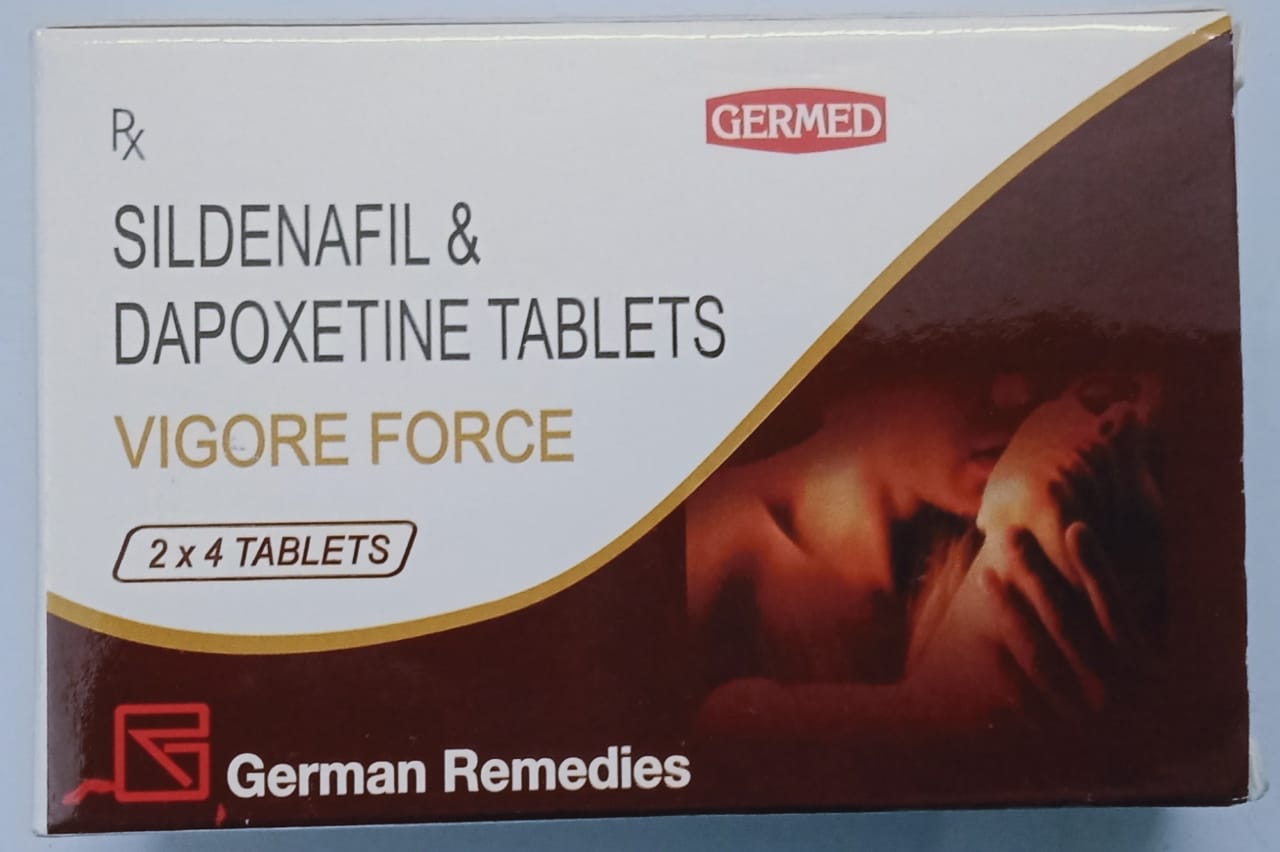 Rx
GERMED
SILDENAFIL &
DAPOXETINE TABLETS
VIGORE FORCE
2 x 4 TABLETS
German Remedies